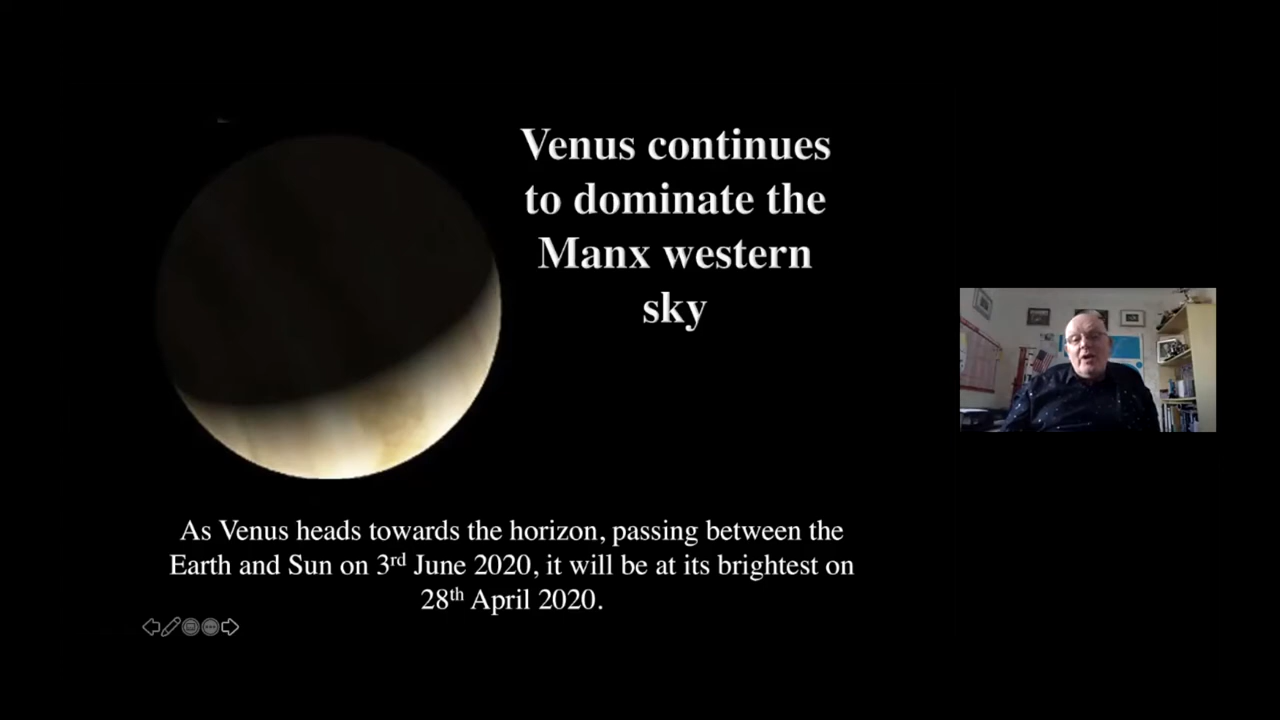 Venus continues
to dominate the
Manx western
sky
As Venus heads towards the horizon, passing between the
Earth and Sun on 3rd June 2020, it will be at its brightest on
28th April 2020.